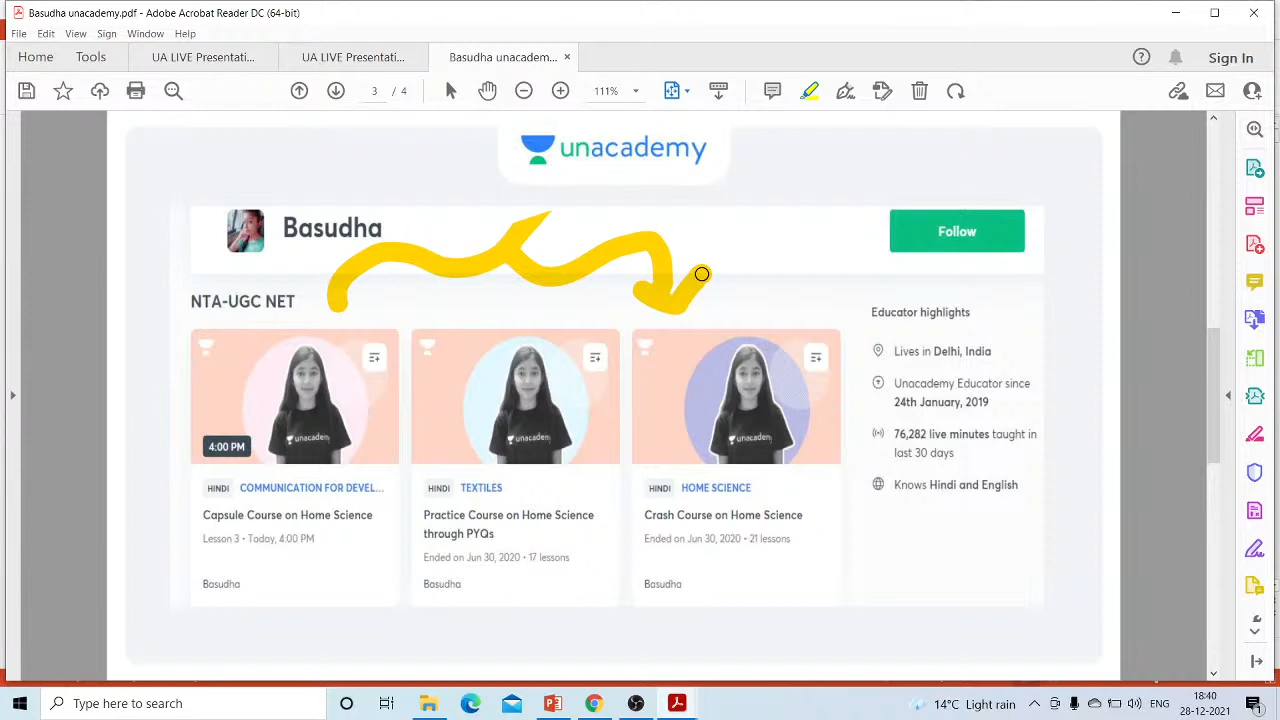 Basudha unacademy.pdf - Adobe Acrobat Reader DC (64-bit)
File Edit View Sign Window Help
Home Tools UA LIVE Presentati... UA LIVE Presentati... Basudha unacadem... × Sign In
3 / 4 111%
unacademy
Basudha
Follow
NTA-UGC NET
4:00 PM
unacademy
unacademy
unacademy
HINDI COMMUNICATION FOR DEVEL...
Capsule Course on Home Science
Lesson 3 • Today, 4:00 PM
Basudha
HINDI TEXTILES
Practice Course on Home Science
through PYQs
Ended on Jun 30, 2020 • 17 lessons
Basudha
HINDI HOME SCIENCE
Crash Course on Home Science
Ended on Jun 30, 2020 • 21 lessons
Basudha
Educator highlights
Lives in Delhi, India
Unacademy Educator since
24th January, 2019
76,282 live minutes taught in
last 30 days
Knows Hindi and English
Type here to search
14°C Light rain
ENG
18:40
28-12-2021
1